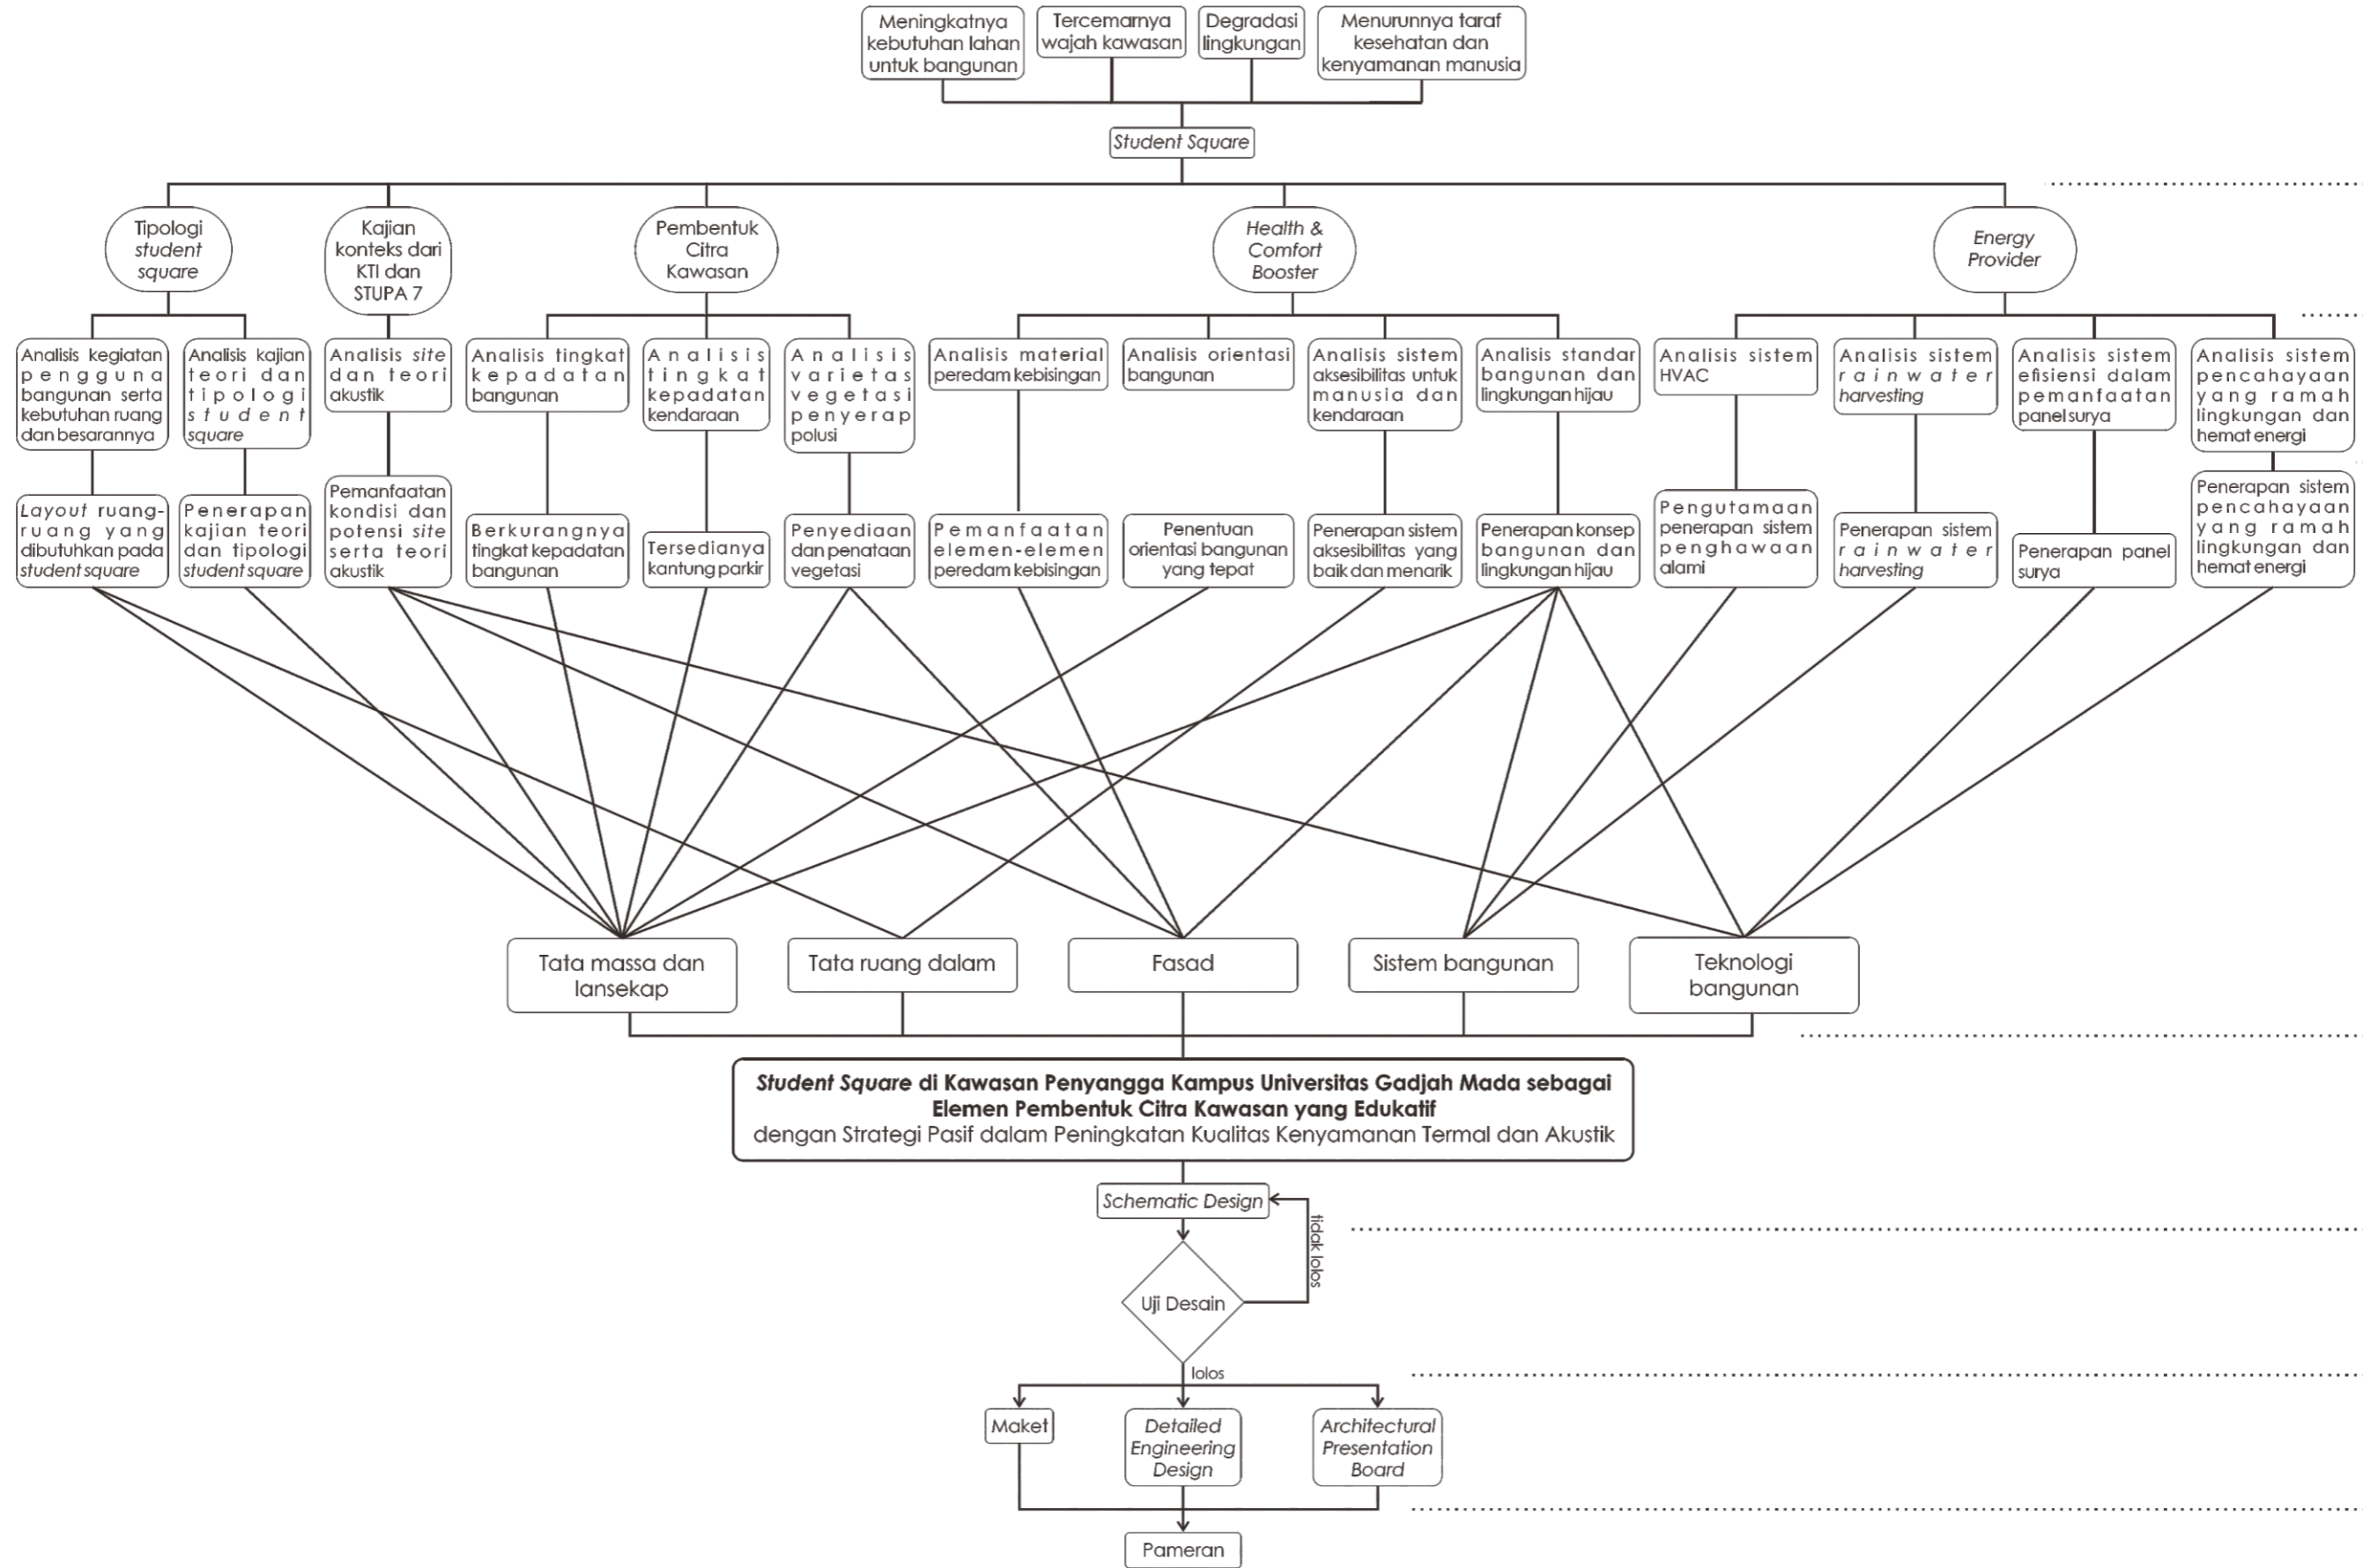 Meningkatnya
kebutuhan lahan
untuk bangunan
Tercemarnya
wajah kawasan
Degradasi
lingkungan
Menurunnya taraf
kesehatan dan
kenyamanan manusia
Student Square
Tipologi
student
square
Kajian
konteks dari
KTI dan
STUPA 7
Pembentuk
Citra
Kawasan
Health &
Comfort
Booster
Energy
Provider
Analisis kegiatan
pengguna
bangunan serta
kebutuhan ruang
dan besarannya
Analisis kajian
teori dan
tipologi
student
square
Analisis site
dan teori
akustik
Analisis tingkat
kepadatan
bangunan
Analisis
tingkat
kepadatan
kendaraan
Analisis
varietas
vegetasi
penyerap
polusi
Analisis material
peredam kebisingan
Analisis orientasi
bangunan
Analisis sistem
aksesibilitas untuk
manusia dan
kendaraan
Analisis standar
bangunan dan
lingkungan hijau
Analisis sistem
HVAC
Analisis sistem
rainwater
harvesting
Analisis sistem
efisiensi dalam
pemanfaatan
panel surya
Analisis sistem
pencahayaan
yang ramah
lingkungan dan
hemat energi
Layout ruang-
ruang yang
dibutuhkan pada
student square
Penerapan
kajian teori
dan tipologi
student square
Pemanfaatan
kondisi dan
potensi site
serta teori
akustik
Berkurangnya
tingkat kepadatan
bangunan
Tersedianya
kantung parkir
Penyediaan
dan penataan
vegetasi
Pemanfaatan
elemen-elemen
peredam kebisingan
Penentuan
orientasi bangunan
yang tepat
Penerapan sistem
aksesibilitas yang
baik dan menarik
Penerapan konsep
bangunan dan
lingkungan hijau
Pengutamaan
penerapan sistem
penghawaan
alami
Penerapan sistem
rainwater
harvesting
Penerapan panel
surya
Penerapan sistem
pencahayaan
yang ramah
lingkungan dan
hemat energi
Tata massa dan
lansekap
Tata ruang dalam
Fasad
Sistem bangunan
Teknologi
bangunan
Student Square di Kawasan Penyangga Kampus Universitas Gadjah Mada sebagai
Elemen Pembentuk Citra Kawasan yang Edukatif
dengan Strategi Pasif dalam Peningkatan Kualitas Kenyamanan Termal dan Akustik
Schematic Design
tidak lolos
Uji Desain
lolos
Maket
Detailed
Engineering
Design
Architectural
Presentation
Board
Pameran